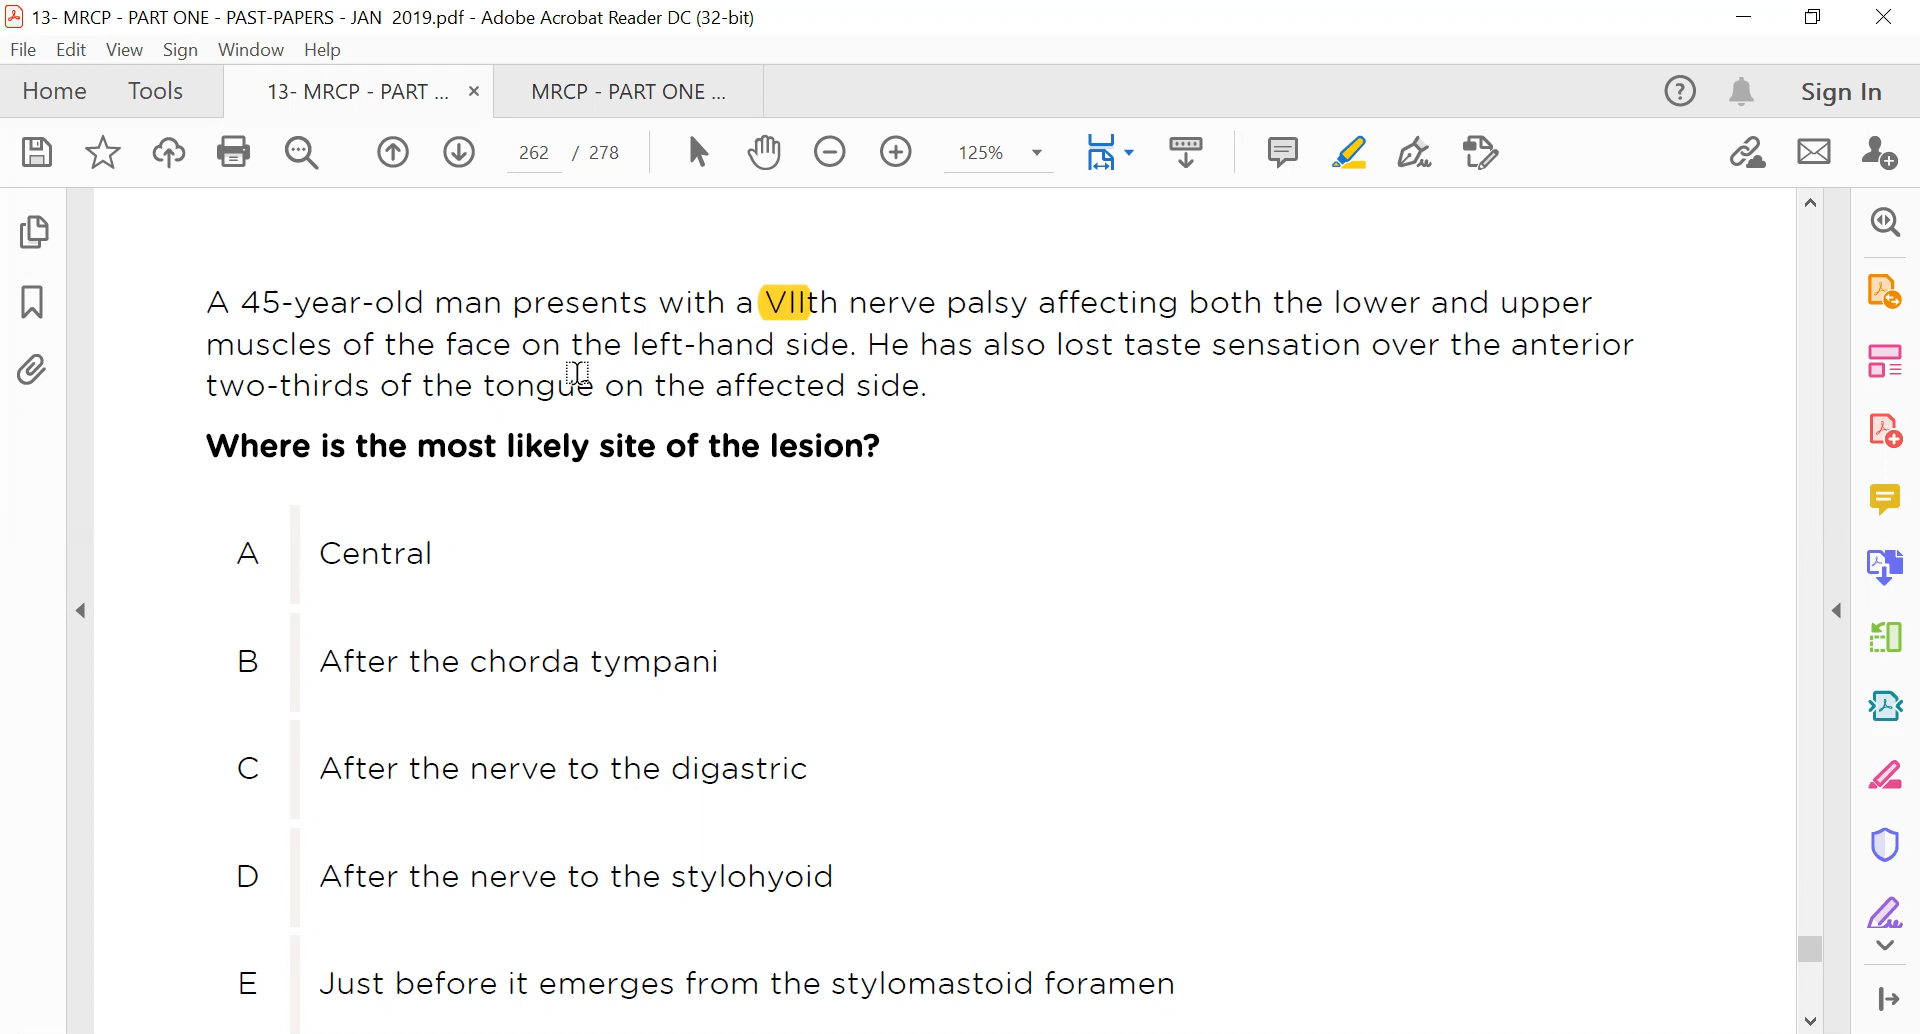 13- MRCP - PART ONE - PAST-PAPERS - JAN  2019.pdf - Adobe Acrobat Reader DC (32-bit)
File Edit View Sign Window Help
Home Tools 13- MRCP - PART ... × MRCP - PART ONE ... Sign In
262 / 278 125%
A 45-year-old man presents with a VIIth nerve palsy affecting both the lower and upper
muscles of the face on the left-hand side. He has also lost taste sensation over the anterior
two-thirds of the tongue on the affected side.
Where is the most likely site of the lesion?
A Central
B After the chorda tympani
C After the nerve to the digastric
D After the nerve to the stylohyoid
E Just before it emerges from the stylomastoid foramen